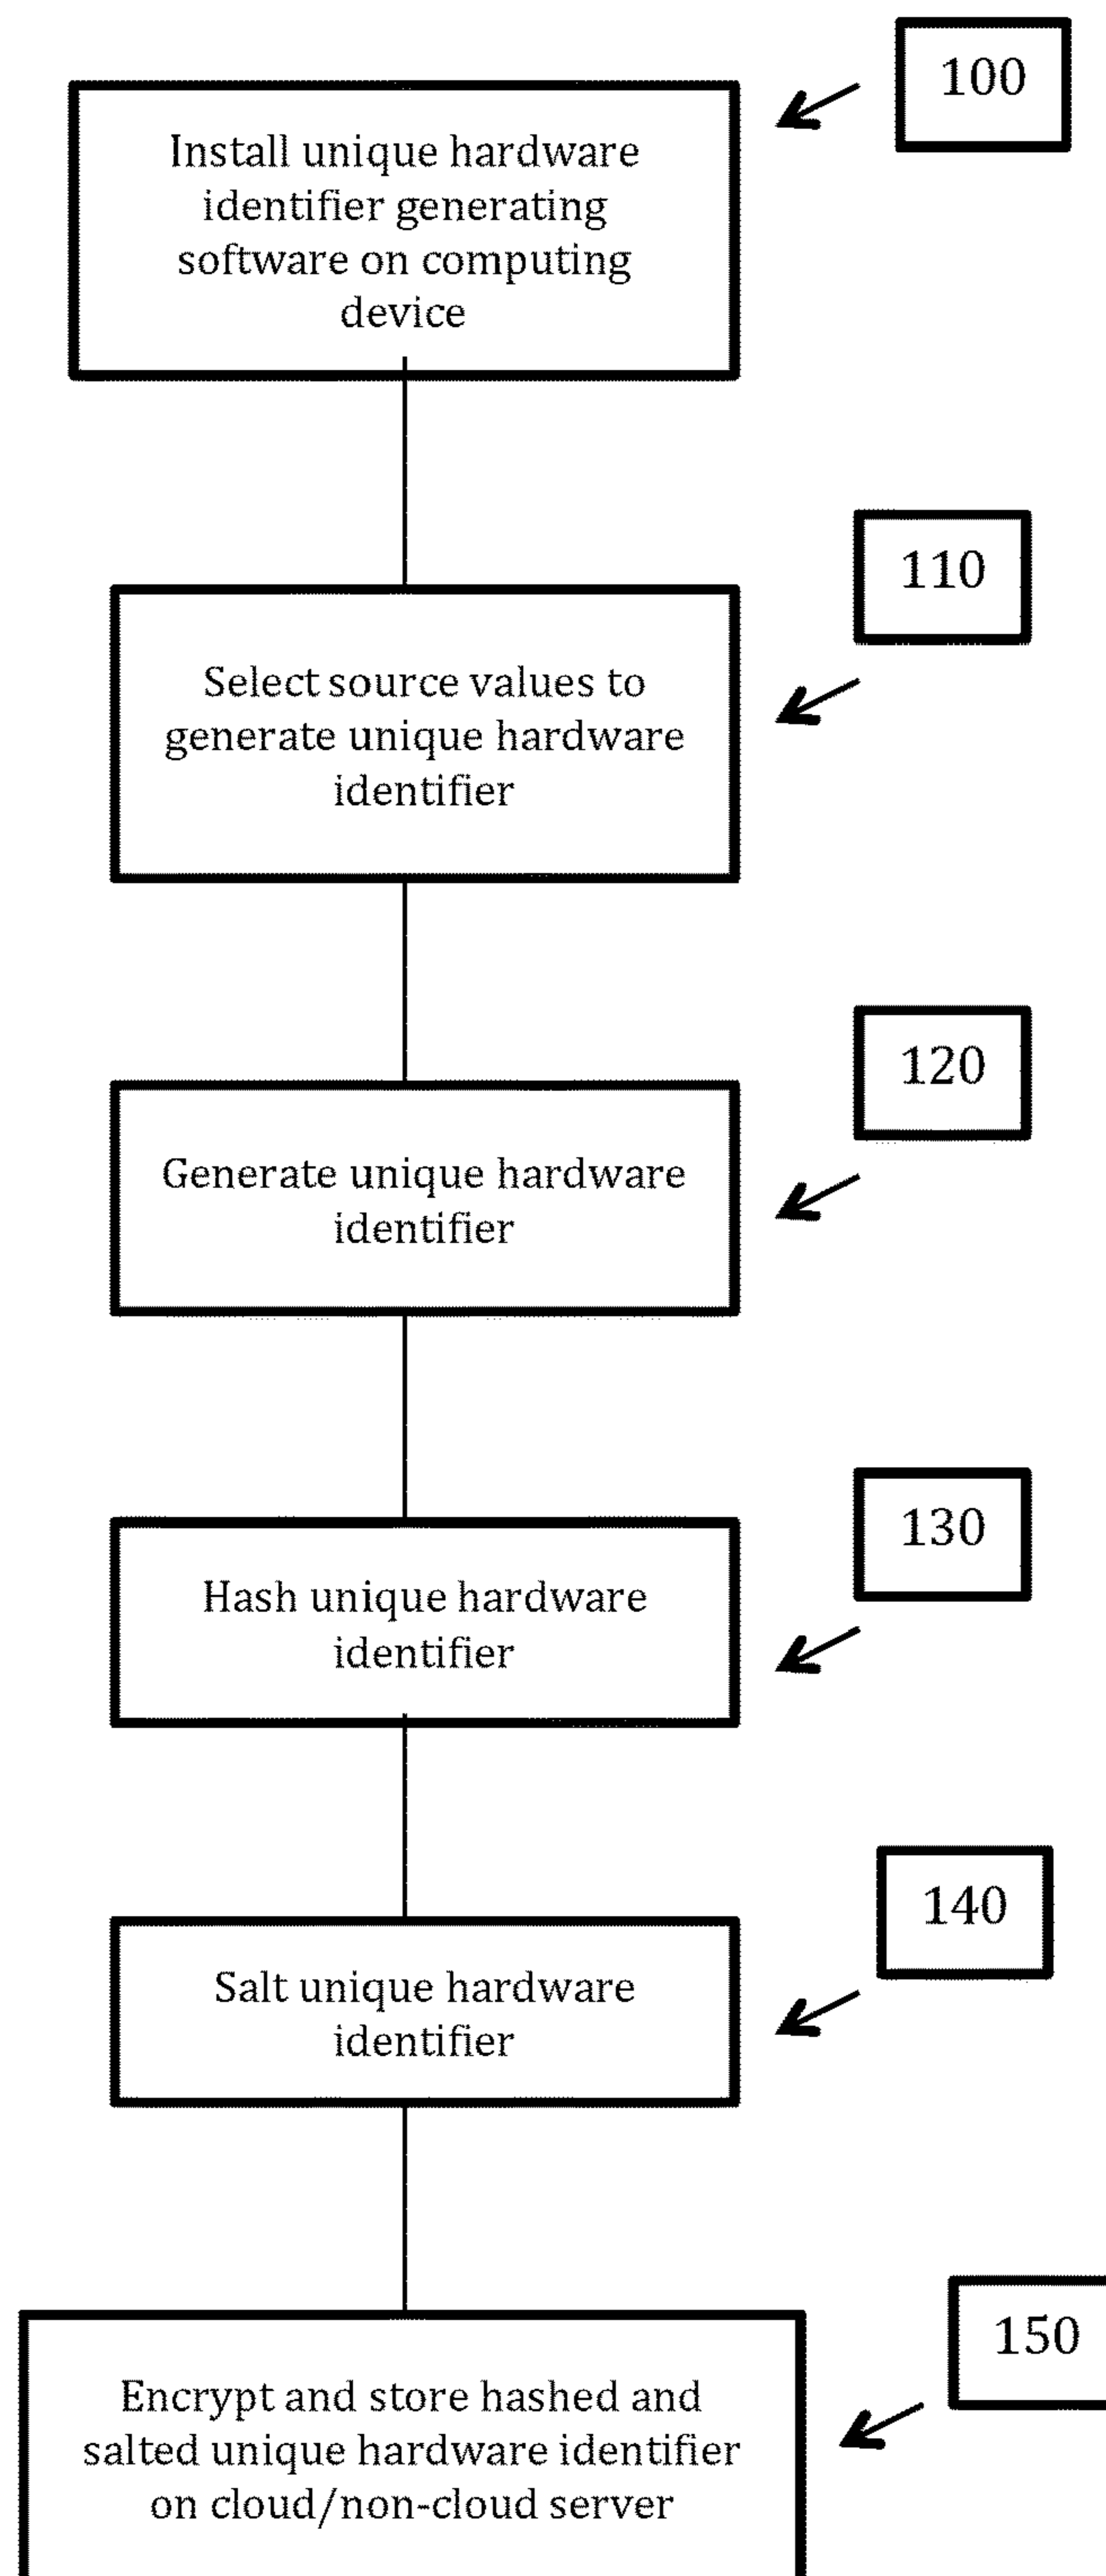 100
Install unique hardware
identifier generating
software on computing
device
110
Select source values to
generate unique hardware
identifier
120
Generate unique hardware
identifier
130
Hash unique hardware
identifier
140
Salt unique hardware
identifier
150
Encrypt and store hashed and
salted unique hardware identifier
on cloud/non-cloud server